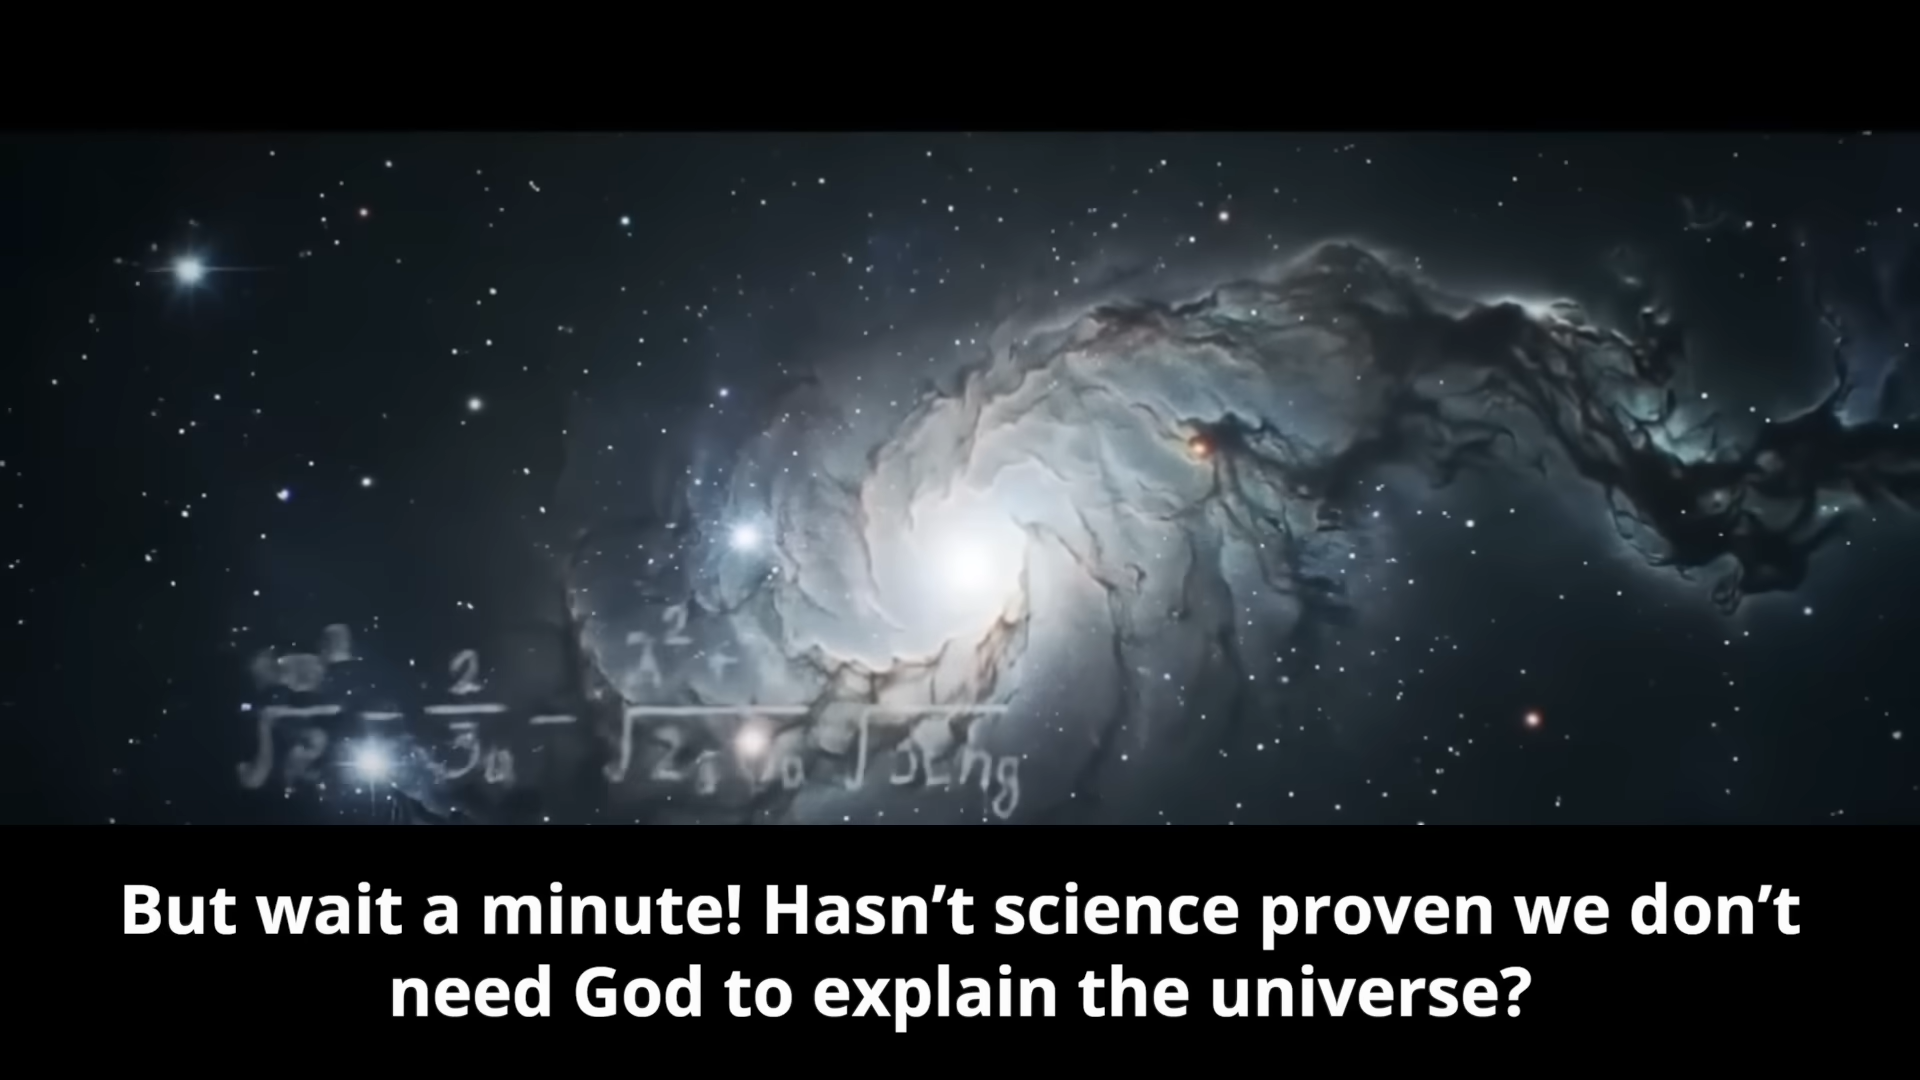 But wait a minute! Hasn’t science proven we don’t
need God to explain the universe?